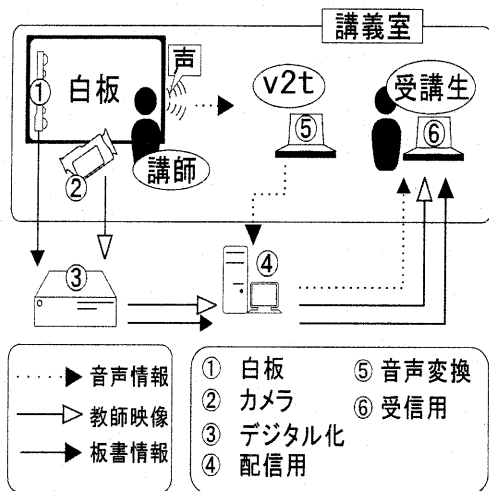 講義室
声
① 白板
v2t
受講生
⑤
⑥
講師
②
③
④
音声情報
教師映像
板書情報
① 白板
② カメラ
③ デジタル化
④ 配信用
⑤ 音声変換
⑥ 受信用